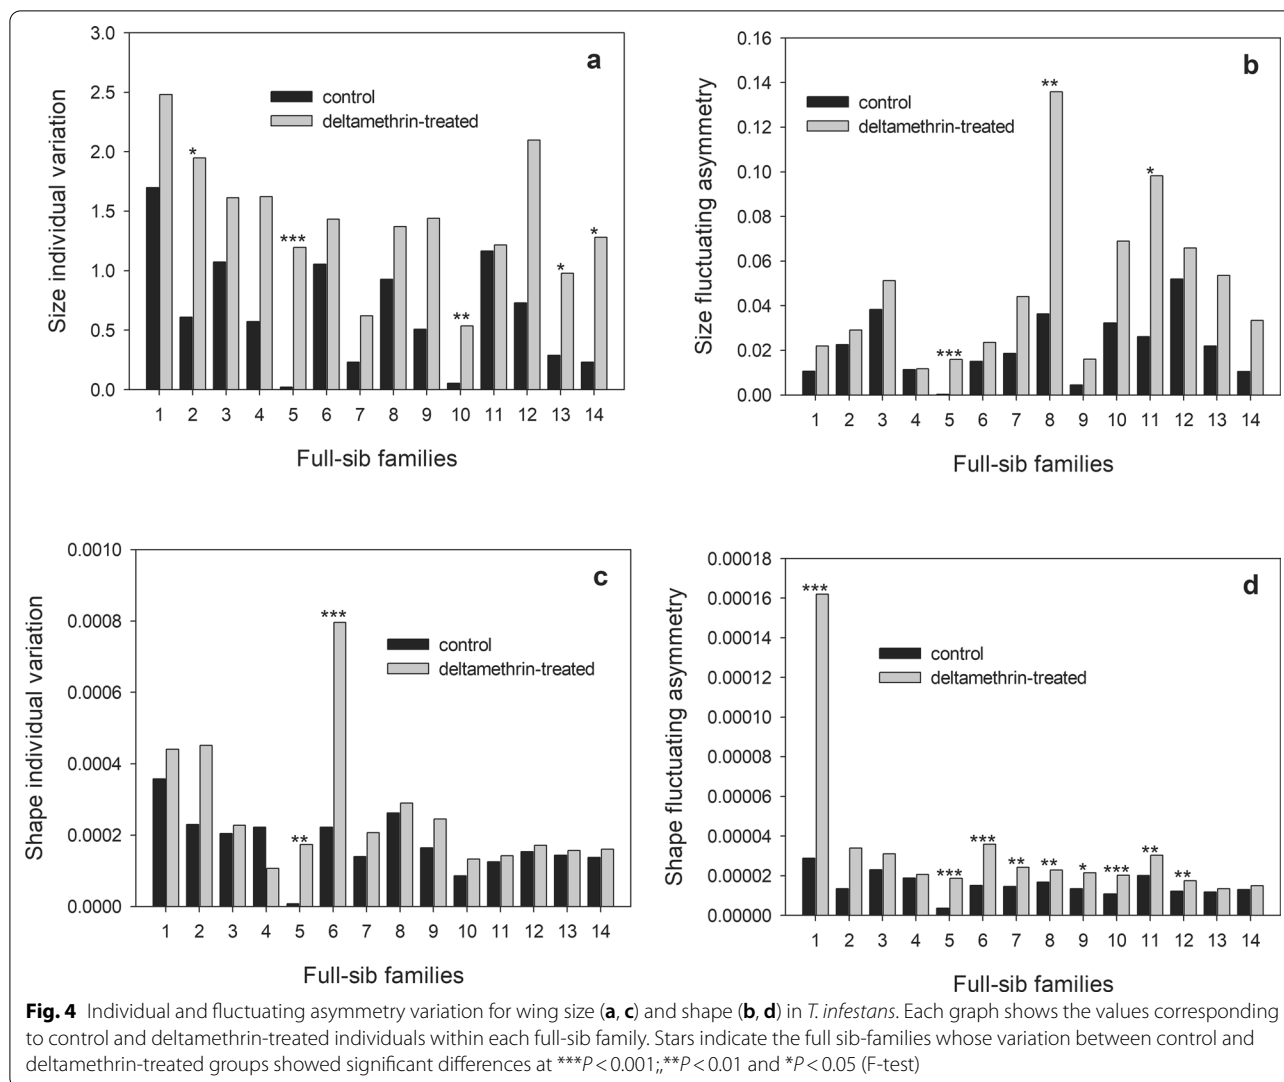 a
Size individual variation
3.0
2.5
2.0
1.5
1.0
0.5
0.0
control
deltamethrin-treated
* *** ** * *
1 2 3 4 5 6 7 8 9 10 11 12 13 14
Full-sib families
b
Size fluctuating asymmetry
0.16
0.14
0.12
0.10
0.08
0.06
0.04
0.02
0.00
control
deltamethrin-treated
*** ** *
1 2 3 4 5 6 7 8 9 10 11 12 13 14
Full-sib families
c
Shape individual variation
0.0010
0.0008
0.0006
0.0004
0.0002
0.0000
control
deltamethrin-treated
** ***
1 2 3 4 5 6 7 8 9 10 11 12 13 14
Full-sib families
d
Shape fluctuating asymmetry
0.00018
0.00016
0.00014
0.00012
0.00010
0.00008
0.00006
0.00004
0.00002
0.00000
control
deltamethrin-treated
*** *** *** ** ** * *** ** **
1 2 3 4 5 6 7 8 9 10 11 12 13 14
Full-sib families
Fig. 4 Individual and fluctuating asymmetry variation for wing size (a, c) and shape (b, d) in T. infestans. Each graph shows the values corresponding
to control and deltamethrin-treated individuals within each full-sib family. Stars indicate the full sib-families whose variation between control and
deltamethrin-treated groups showed significant differences at ***P < 0.001;,,**P < 0.01 and *P < 0.05 (F-test)